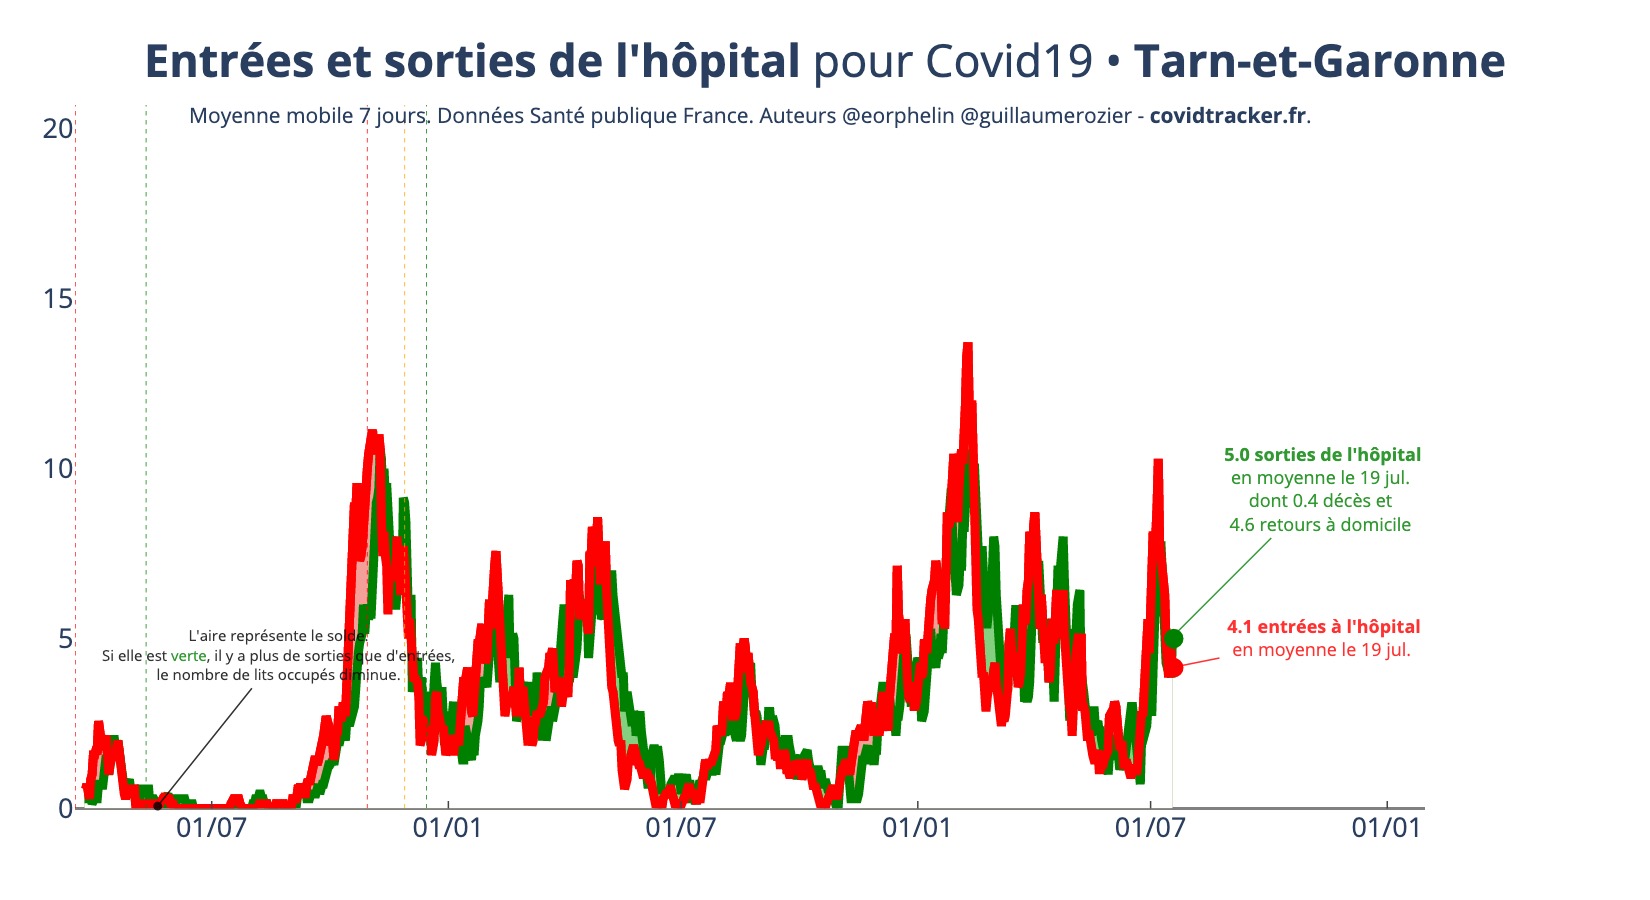 Entrées et sorties de l'hôpital pour Covid19 • Tarn-et-Garonne
Moyenne mobile 7 jours. Données Santé publique France. Auteurs @eorphelin @guillaumerozier - covidtracker.fr.
20
15
10
5
0
L'aire représente le solde.
Si elle est verte, il y a plus de sorties que d'entrées,
le nombre de lits occupés diminue.
5.0 sorties de l'hôpital
en moyenne le 19 jul.
dont 0.4 décès et
4.6 retours à domicile
4.1 entrées à l'hôpital
en moyenne le 19 jul.
01/07
01/01
01/07
01/01
01/07
01/01